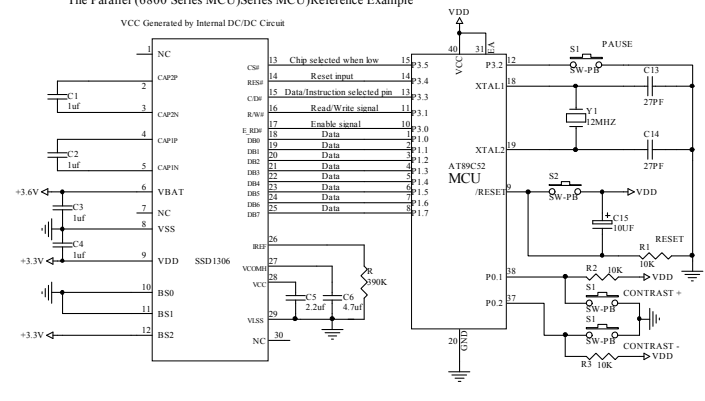 The Parallel (6800 Series MCU)Series MCU)Reference Example
VCC Generated by Internal DC/DC Circuit
VDD
1 NC
CAP2P
2
C1
1uf
3 CAP2N
4 CAP1P
C2
1uf
5 CAP1N
+3.6V 6 VBAT
C3
1uf
7 NC
8 VSS
C4
1uf
+3.3V 9 VDD
10 BS0
11 BS1
+3.3V 12 BS2
SSD1306
CS# 13 Chip selected when low 15 P3.5
RES# 14 Reset input 14 P3.4
C/D# 15 Data/Instruction selected pin 13 P3.3
R/W# 16 Read/Write signal 11 P3.1
E_RD# 17 Enable signal 10 P3.0
DB0 18 Data 1 P1.0
DB1 19 Data 2 P1.1
DB2 20 Data 3 P1.2
DB3 21 Data 4 P1.3
DB4 22 Data 5 P1.4
DB5 23 Data 6 P1.5
DB6 24 Data 7 P1.6
DB7 25 Data 8 P1.7
IREF 26
VCOMH 27
VCC 28
VLSS 29
NC 30
C5
2.2uf
C6
4.7uf
R
390K
40 VCC
31 EA
AT89C52
MCU
20 GND
P3.2 12
S1 PAUSE
SW-PB
XTAL1 18
C13
27PF
Y1
12MHZ
XTAL2 19
C14
27PF
/RESET 9
S2
SW-PB
VDD
C15
10UF
+
RESET
R1
10K
P0.1 38
R2 10K VDD
S1 CONTRAST +
SW-PB
P0.2 37
S1
SW-PB
CONTRAST -
R3 10K VDD